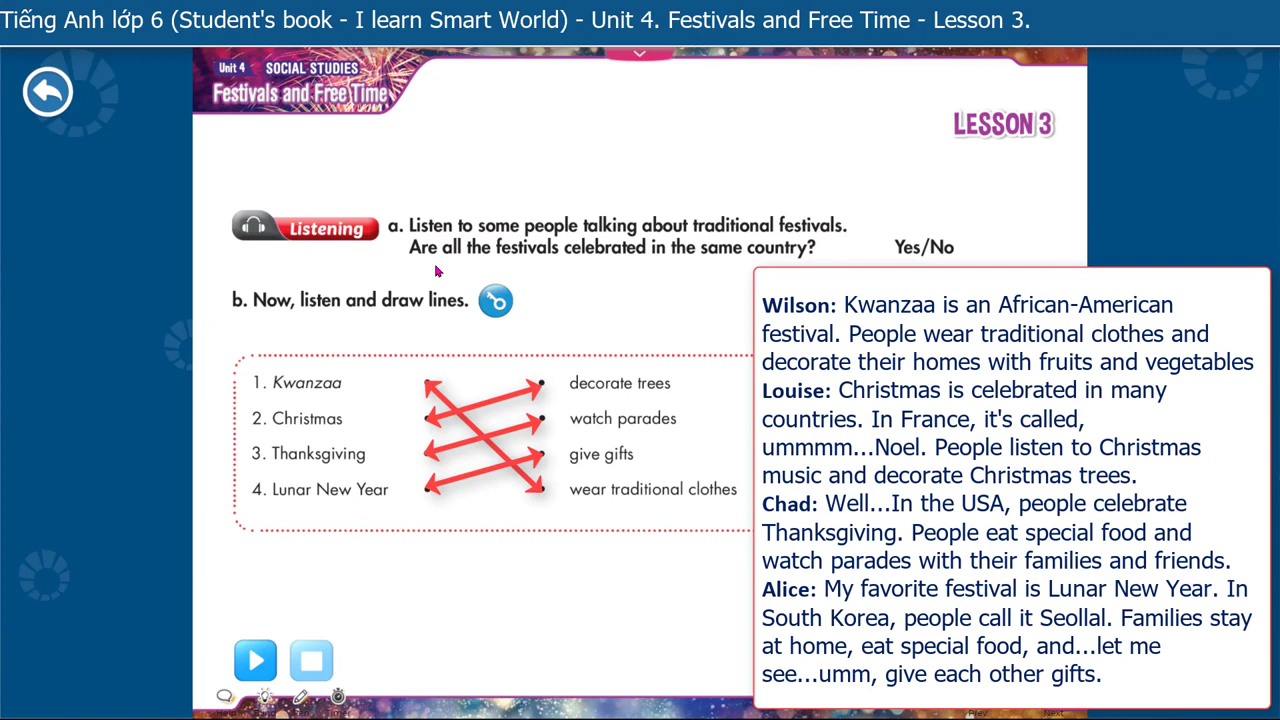 Tiếng Anh lớp 6 (Student's book - I learn Smart World) - Unit 4. Festivals and Free Time - Lesson 3.
Unit 4 SOCIAL STUDIES
Festivals and Free Time
LESSON 3
Listening a. Listen to some people talking about traditional festivals.
Are all the festivals celebrated in the same country? Yes/No
b. Now, listen and draw lines.
1. Kwanzaa decorate trees
2. Christmas watch parades
3. Thanksgiving give gifts
4. Lunar New Year wear traditional clothes
Wilson: Kwanzaa is an African-American
festival. People wear traditional clothes and
decorate their homes with fruits and vegetables
Louise: Christmas is celebrated in many
countries. In France, it's called,
ummmm...Noel. People listen to Christmas
music and decorate Christmas trees.
Chad: Well...In the USA, people celebrate
Thanksgiving. People eat special food and
watch parades with their families and friends.
Alice: My favorite festival is Lunar New Year. In
South Korea, people call it Seollal. Families stay
at home, eat special food, and...let me
see...umm, give each other gifts.
Prev Next